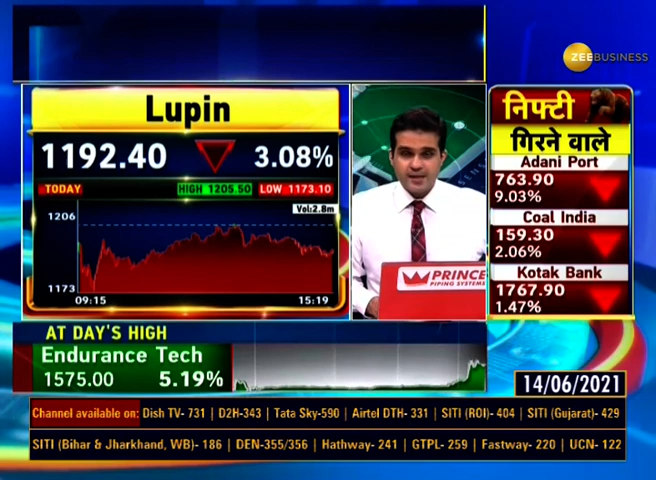 ZEEBUSINESS
Lupin
1192.40 3.08%
TODAY HIGH 1205.50 LOW 1173.10
Vol:2.8m
1206
1173
09:15 15:19
PRINCE
PIPING SYSTEMS
निफ्टी
गिरने वाले
Adani Port
763.90
9.03%
Coal India
159.30
2.06%
Kotak Bank
1767.90
1.47%
AT DAY'S HIGH
Endurance Tech
1575.00 5.19%
14/06/2021
Channel available on: Dish TV- 731 | D2H-343 | Tata Sky-590 | Airtel DTH- 331 | SITI (ROI)- 404 | SITI (Gujarat)- 429
SITI (Bihar & Jharkhand, WB)- 186 | DEN-355/356 | Hathway- 241 | GTPL- 259 | Fastway- 220 | UCN- 122